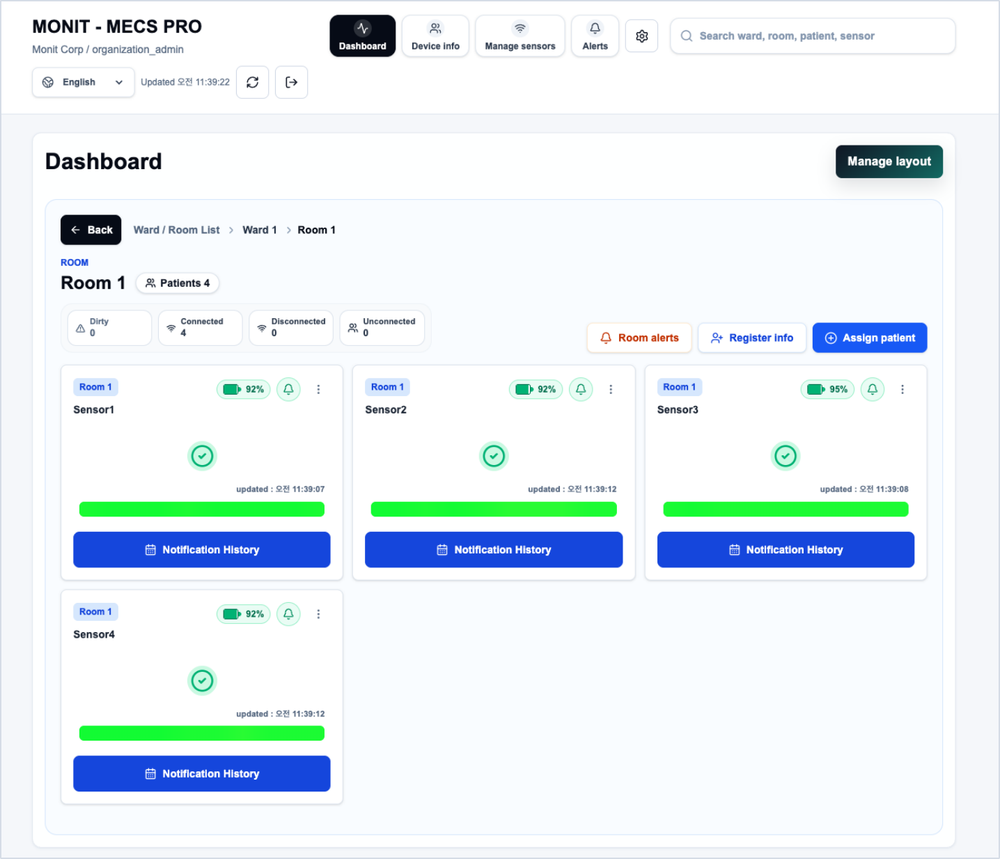 MONIT - MECS PRO
Monit Corp / organization_admin
Dashboard
Device info
Manage sensors
Alerts
Search ward, room, patient, sensor
English
Updated 오전 11:39:22
Dashboard
Manage layout
Back
Ward / Room List > Ward 1 > Room 1
ROOM
Room 1
Patients 4
Dirty
0
Connected
4
Disconnected
0
Unconnected
0
Room alerts
Register info
Assign patient
Room 1
92%
Sensor1
updated : 오전 11:39:07
Notification History
Room 1
92%
Sensor2
updated : 오전 11:39:12
Notification History
Room 1
95%
Sensor3
updated : 오전 11:39:08
Notification History
Room 1
92%
Sensor4
updated : 오전 11:39:12
Notification History